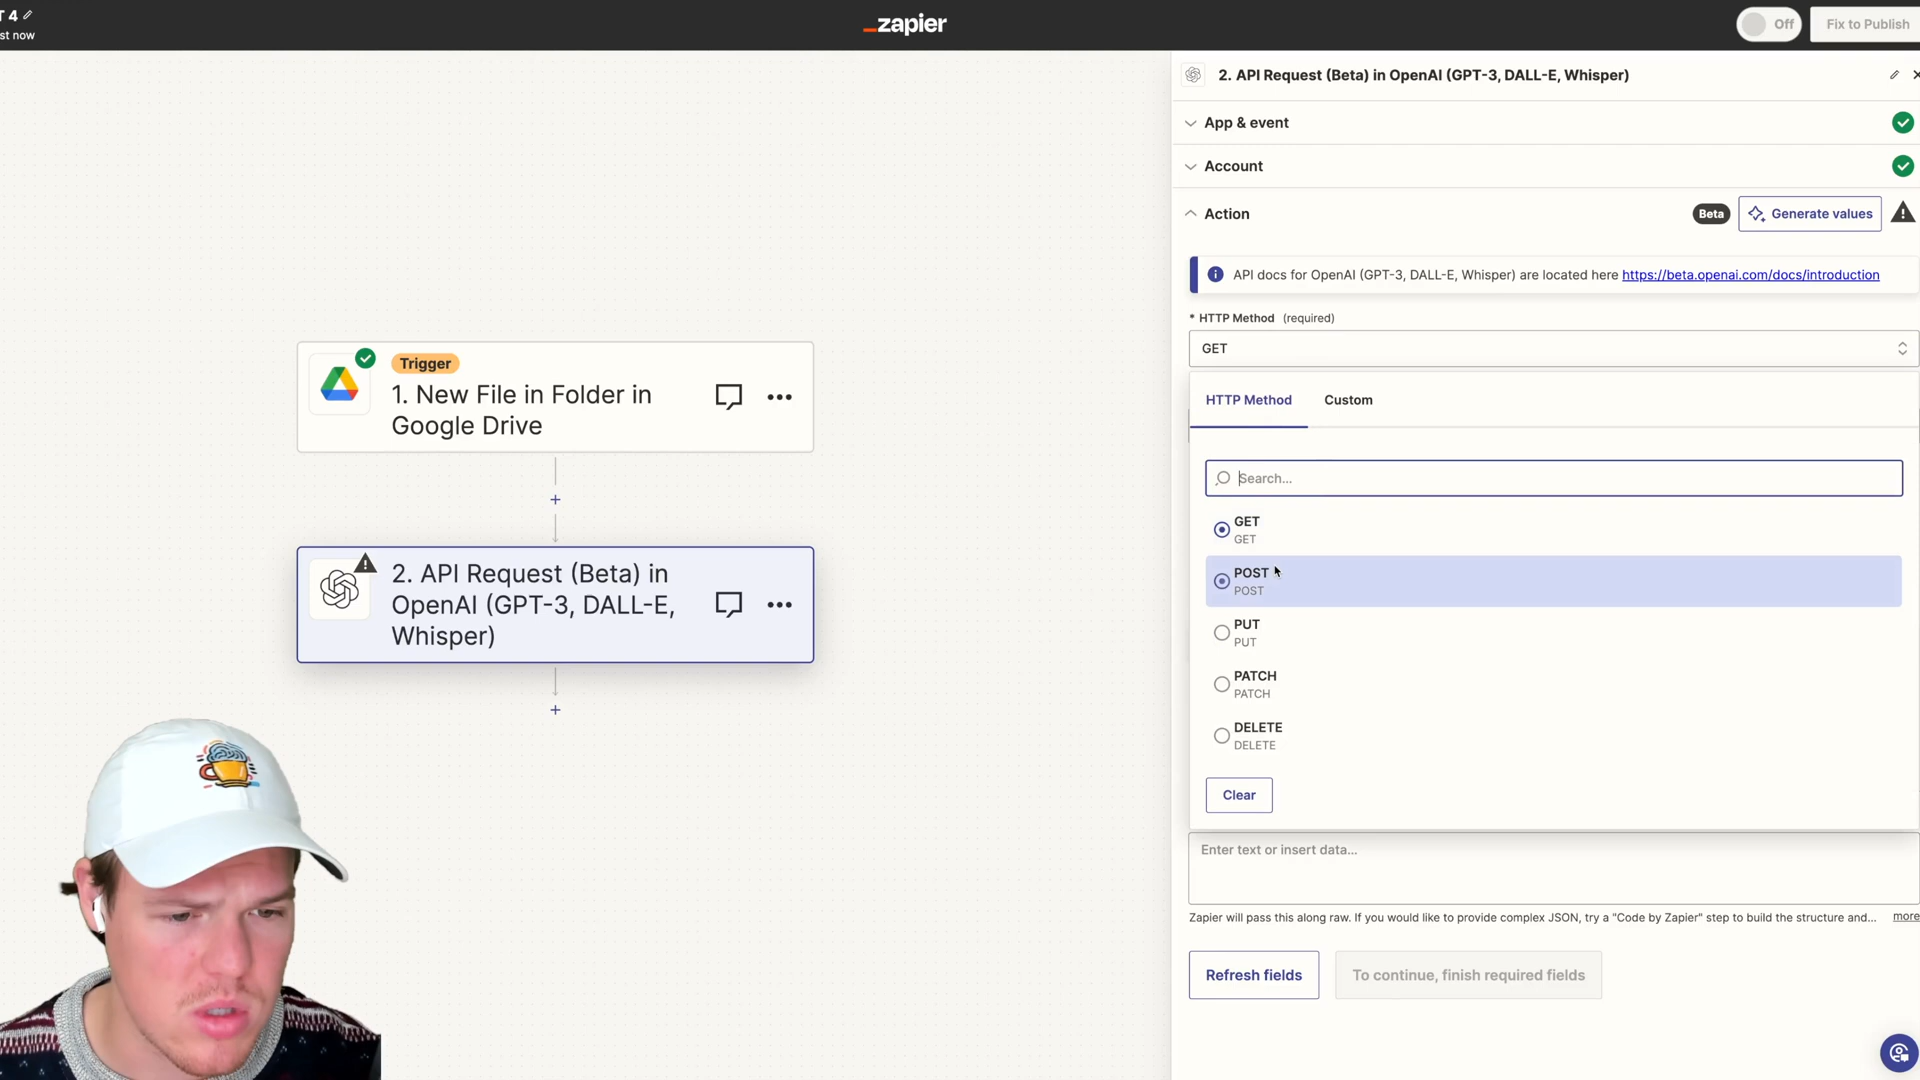 T 4
st now
zapier
Off
Fix to Publish
2. API Request (Beta) in OpenAI (GPT-3, DALL-E, Whisper)
App & event
Account
Action
Beta
Generate values
API docs for OpenAI (GPT-3, DALL-E, Whisper) are located here https://beta.openai.com/docs/introduction
* HTTP Method (required)
GET
HTTP Method
Custom
Search...
GET
GET
POST
POST
PUT
PUT
PATCH
PATCH
DELETE
DELETE
Clear
Enter text or insert data...
Zapier will pass this along raw. If you would like to provide complex JSON, try a "Code by Zapier" step to build the structure and... more
Refresh fields
To continue, finish required fields
Trigger
1. New File in Folder in
Google Drive
2. API Request (Beta) in
OpenAI (GPT-3, DALL-E,
Whisper)